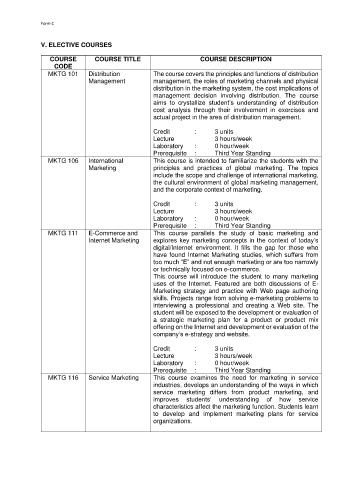 Form C
V. ELECTIVE COURSES
COURSE CODE
COURSE TITLE
COURSE DESCRIPTION
MKTG 101
Distribution Management
The course covers the principles and functions of distribution
management, the roles of marketing channels and physical
distribution in the marketing system, the cost implications of
management decision involving distribution. The course
aims to crystallize student's understanding of distribution
cost analysis through their involvement in exercises and
actual project in the area of distribution management.
Credit : 3 units
Lecture 3 hours/week
Laboratory : 0 hour/week
Prerequisite : Third Year Standing
MKTG 106
International Marketing
This course is intended to familiarize the students with the
principles and practices of global marketing. The topics
include the scope and challenge of international marketing,
the cultural environment of global marketing management,
and the corporate context of marketing.
Credit : 3 units
Lecture 3 hours/week
Laboratory : 0 hour/week
Prerequisite : Third Year Standing
MKTG 111
E-Commerce and Internet Marketing
This course parallels the study of basic marketing and
explores key marketing concepts in the context of today's
digital/Internet environment. It fills the gap for those who
have found Internet Marketing studies, which suffers from
too much "E" and not enough marketing or are too narrowly
or technically focused on e-commerce.
This course will introduce the student to many marketing
uses of the Internet. Featured are both discussions of E-
Marketing strategy and practice with Web page authoring
skills. Projects range from solving e-marketing problems to
interviewing a professional and creating a Web site. The
student will be exposed to the development or evaluation of
a strategic marketing plan for a product or product mix
offering on the Internet and development or evaluation of the
company's e-strategy and website.
Credit : 3 units
Lecture 3 hours/week
Laboratory : 0 hour/week
Prerequisite : Third Year Standing
MKTG 116
Service Marketing
This course examines the need for marketing in service
industries, develops an understanding of the ways in which
service marketing differs from product marketing, and
improves students' understanding of how service
characteristics affect the marketing function. Students learn
to develop and implement marketing plans for service
organizations.